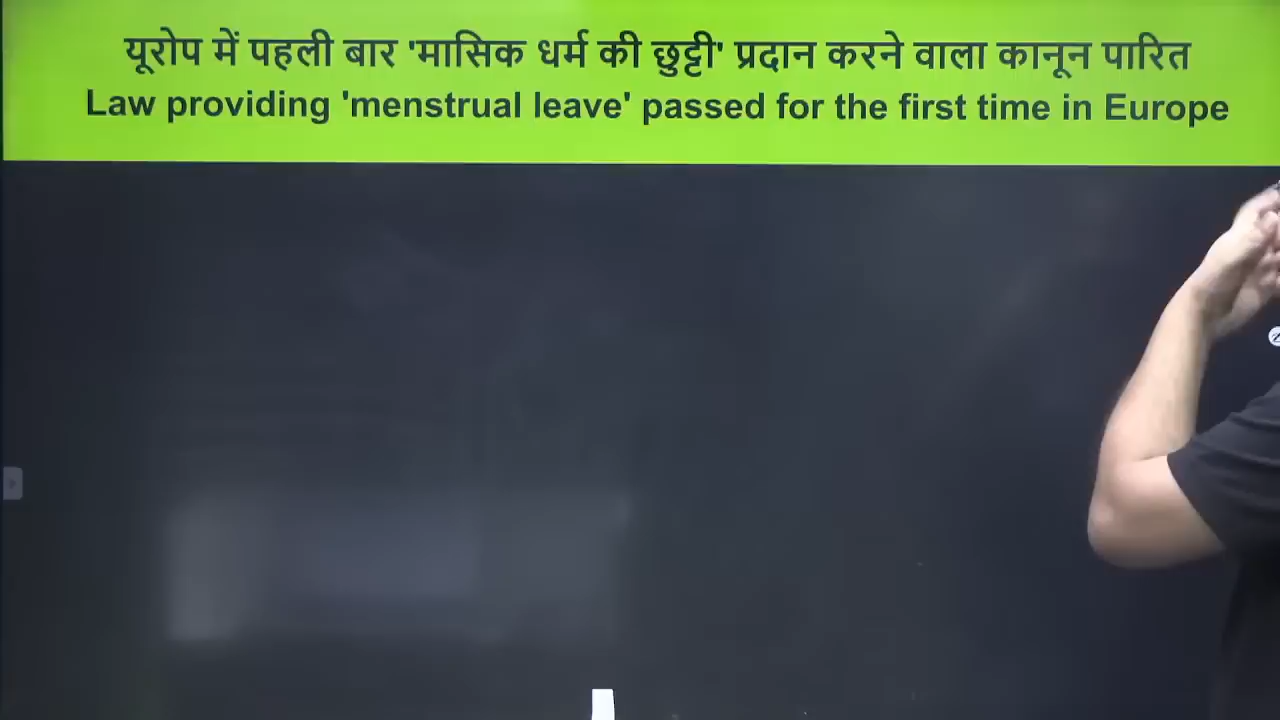 यूरोप में पहली बार 'मासिक धर्म की छुट्टी' प्रदान करने वाला कानून पारित
Law providing 'menstrual leave' passed for the first time in Europe